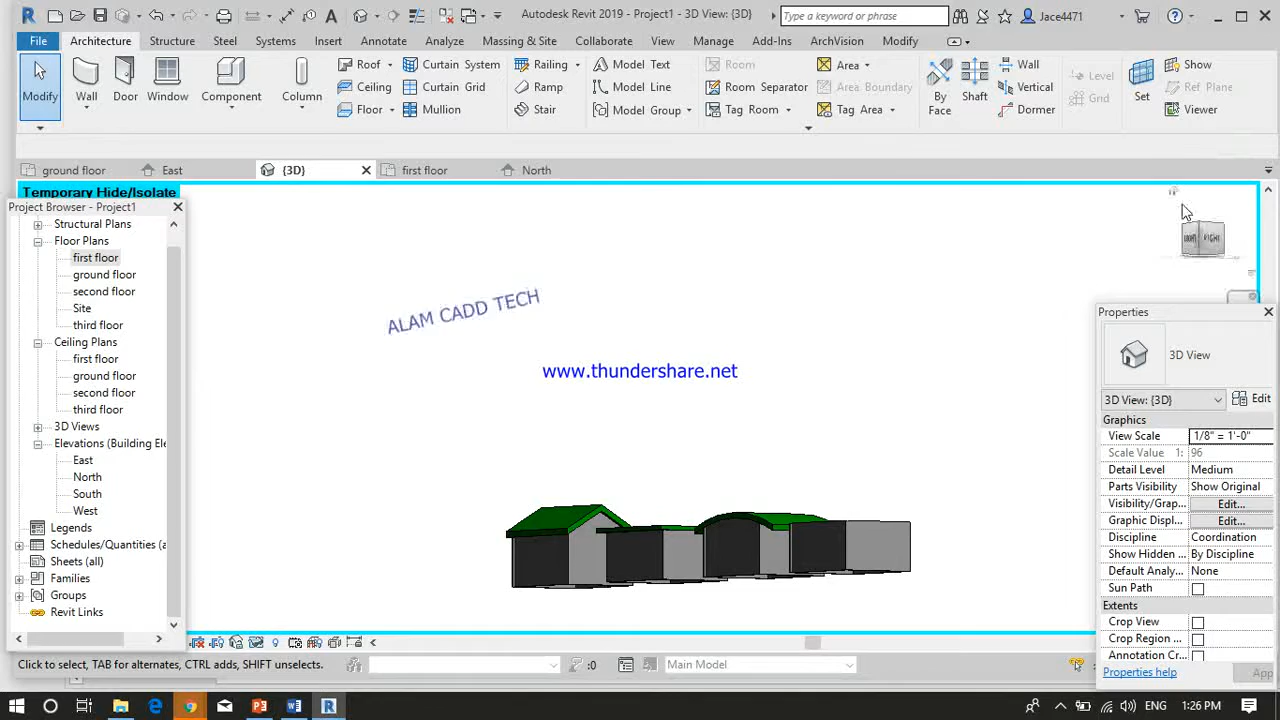 Autodesk Revit 2019 - Project1 - 3D View: {3D}
Type a keyword or phrase
Jace4471
File Architecture Structure Steel Systems Insert Annotate Analyze Massing & Site Collaborate View Manage Add-Ins ArchVision Modify
Modify Wall Door Window Component Column
Roof Curtain System
Ceiling Curtain Grid
Floor Mullion
Railing Model Text
Ramp Model Line
Stair Model Group
Room Area
Room Separator Area Boundary
Tag Room Tag Area
By Face Shaft
Wall
Vertical
Dormer
Level
Grid
Set
Show
Ref Plane
Viewer
ground floor East {3D} first floor North
Temporary Hide/Isolate
Project Browser - Project1
Structural Plans
Floor Plans
first floor
ground floor
second floor
Site
third floor
Ceiling Plans
first floor
ground floor
second floor
third floor
3D Views
Elevations (Building Ele
East
North
South
West
Legends
Schedules/Quantities (a
Sheets (all)
Families
Groups
Revit Links
ALAM CADD TECH
www.thundershare.net
RIGHT
Properties
3D View
3D View: {3D} Edit
Graphics
View Scale 1/8" = 1'-0"
Scale Value 1: 96
Detail Level Medium
Parts Visibility Show Original
Visibility/Grap... Edit...
Graphic Displ... Edit...
Discipline Coordination
Show Hidden ... By Discipline
Default Analy... None
Sun Path
Extents
Crop View
Crop Region ...
Annotation Cr...
Properties help App
Click to select, TAB for alternates, CTRL adds, SHIFT unselects.
:0
Main Model
ENG 1:26 PM